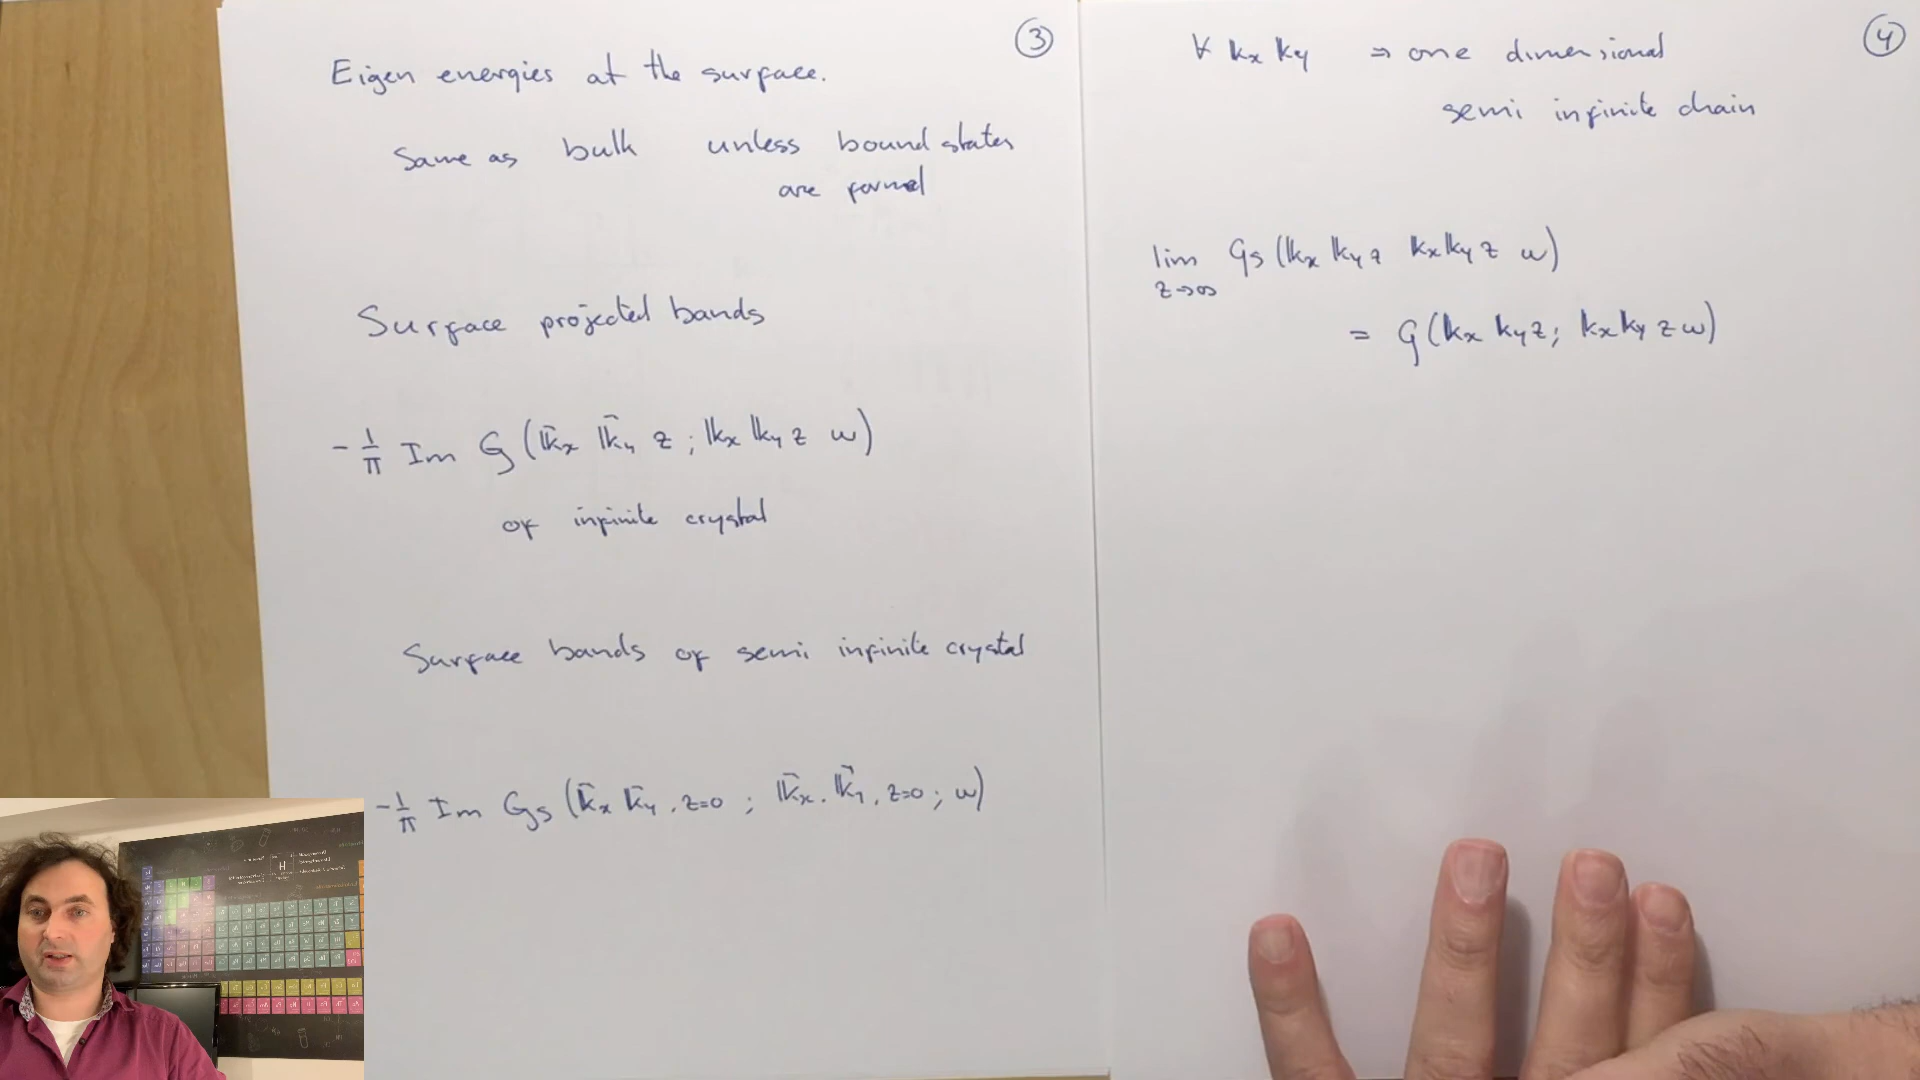 ③
Eigen energies at the surface.
Same as bulk unless bound states
are formed
Surface projected bands
-1/π Im G (k̄x k̄y z ; kx ky z ω)
of infinite crystal
Surface bands of semi infinite crystal
-1/π Im Gs (k̄x k̄y, z=0 ; k̄x, k̄y, z=0 ; ω)
④
∀ kx ky ⇒ one dimensional
semi infinite chain
lim Gs (kx ky z kx ky z ω)
z→∞
= G (kx ky z; kx ky z ω)
H